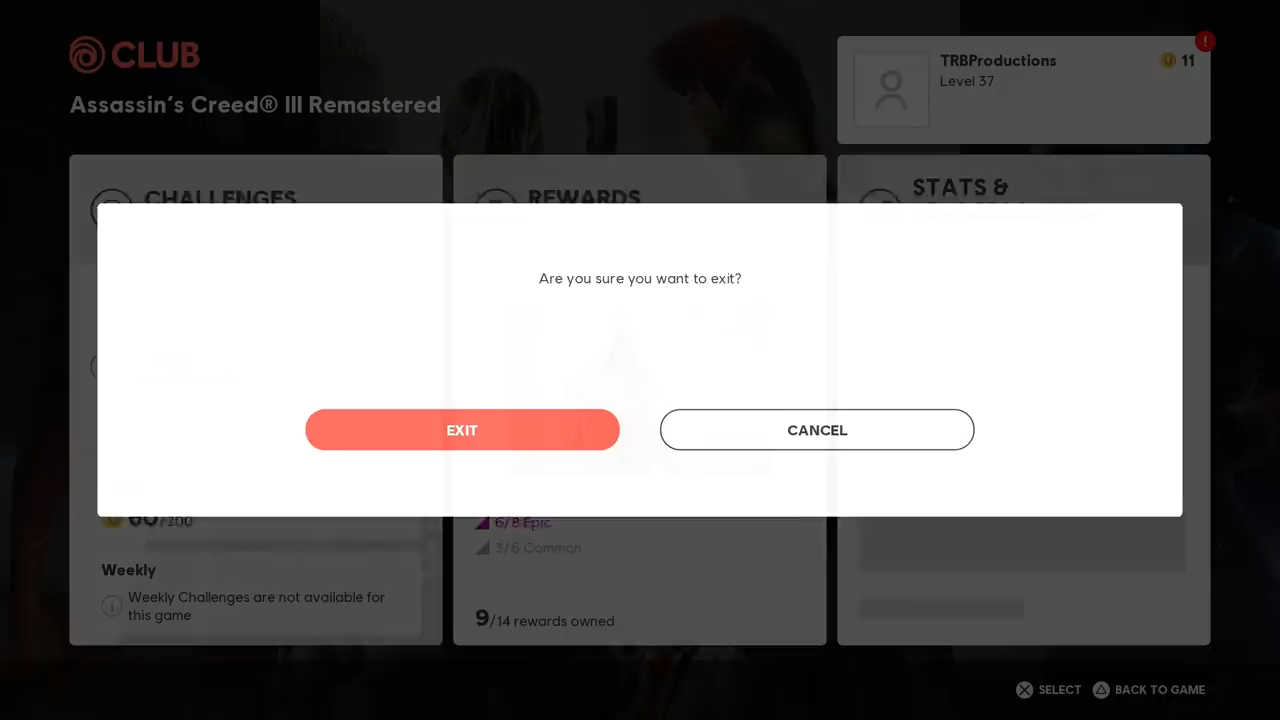 CLUB
Assassin's Creed® III Remastered
TRBProductions
11
Level 37
!
CHALLENGES
REWARDS
STATS &
Are you sure you want to exit?
EXIT
CANCEL
60/200
6/8 Epic
3/6 Common
Weekly
Weekly Challenges are not available for
this game
9/14 rewards owned
SELECT
BACK TO GAME